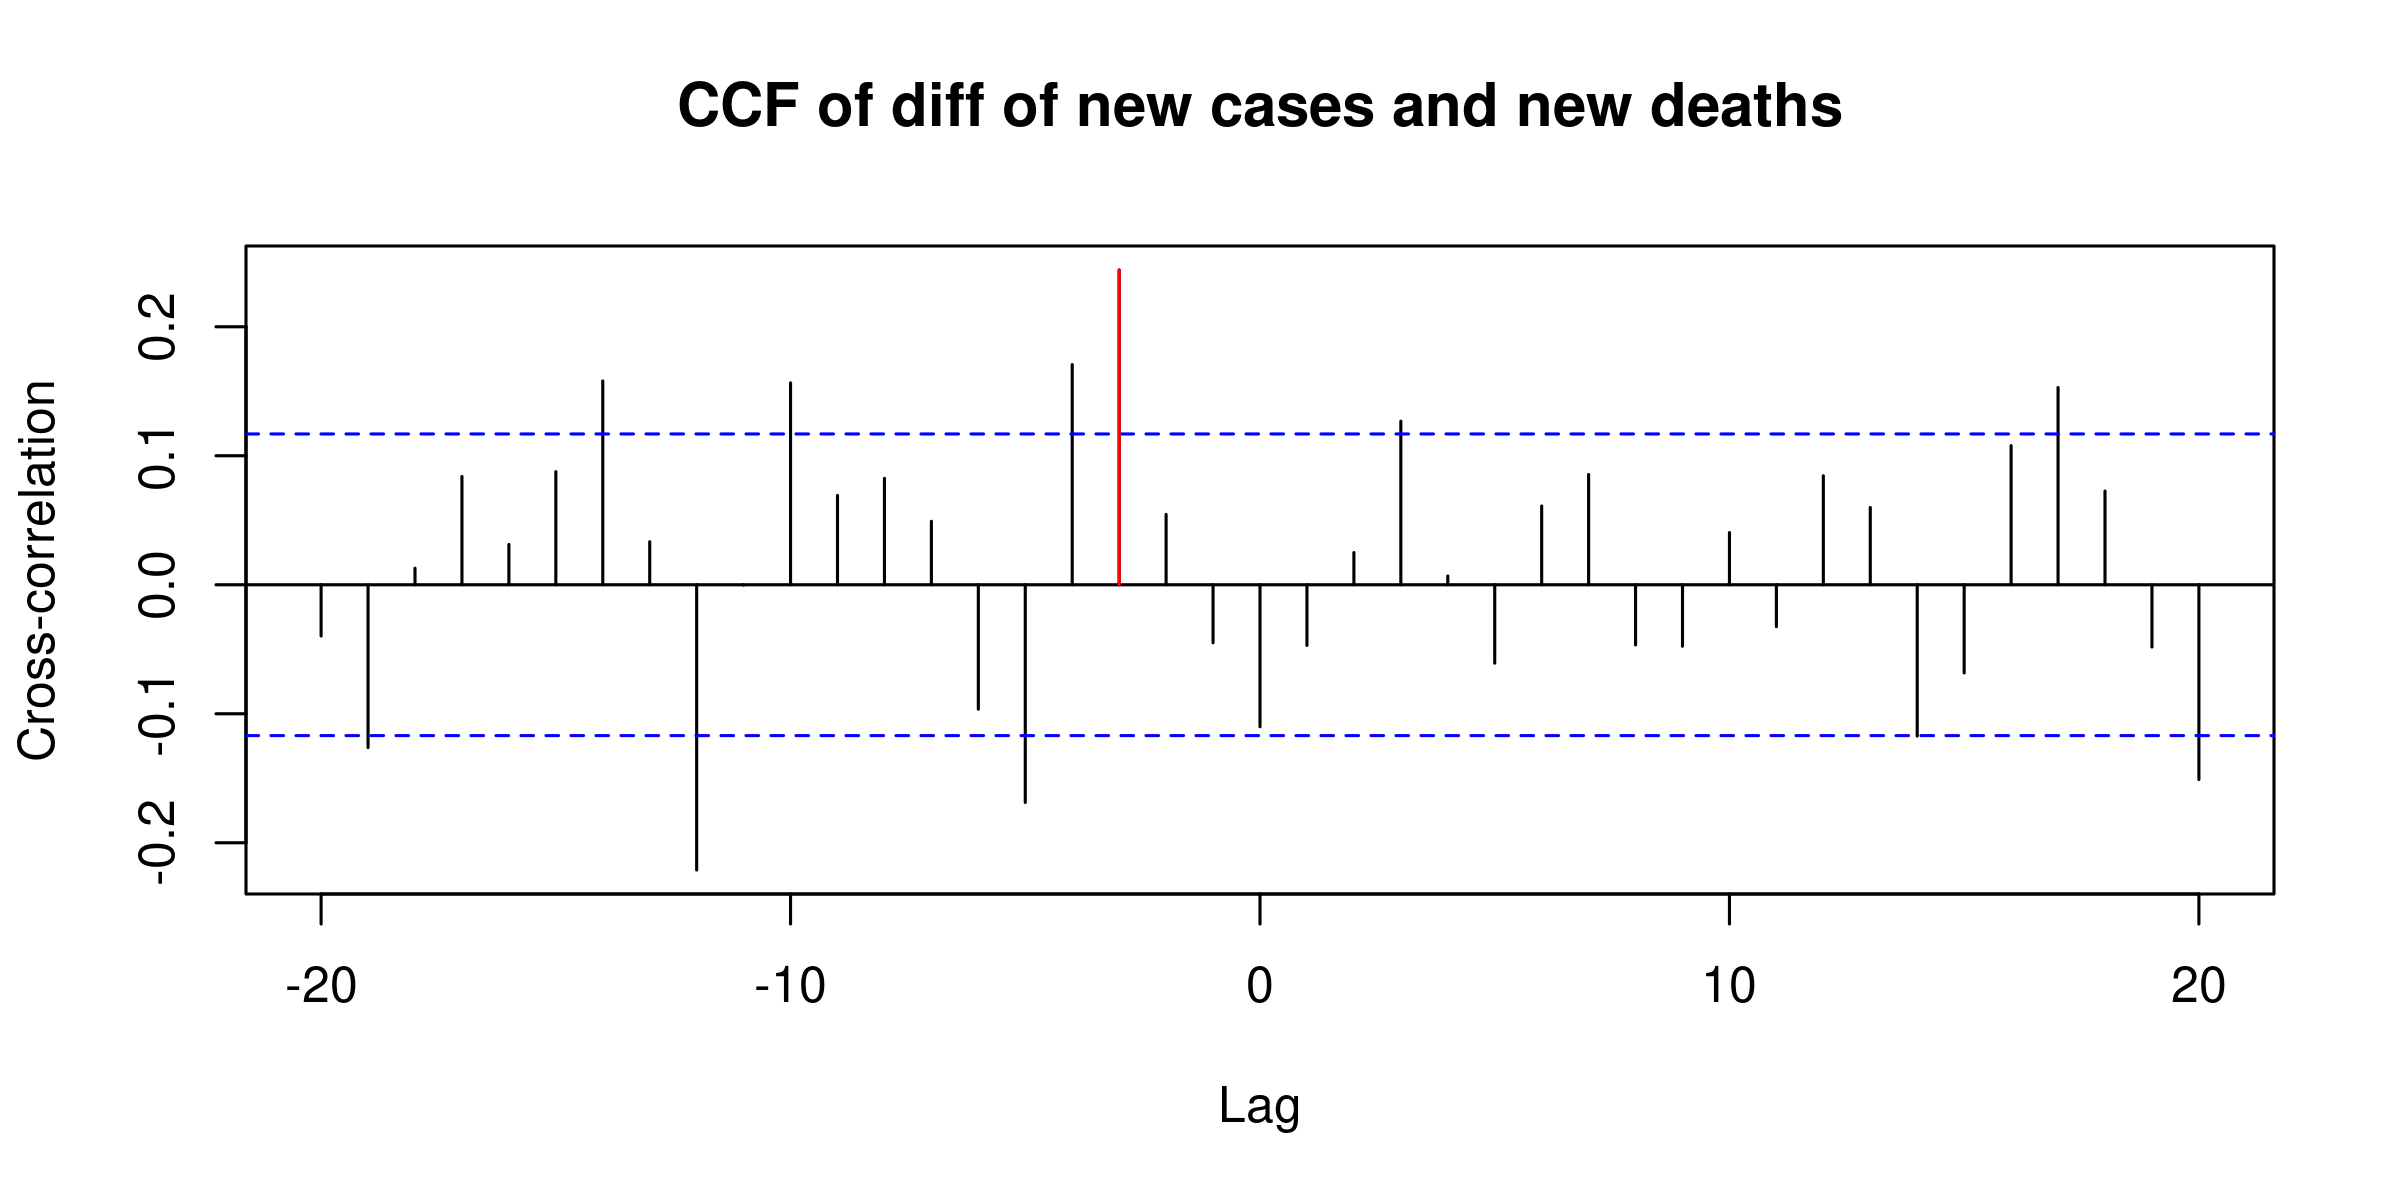 CCF of diff of new cases and new deaths
Cross-correlation
0.2
0.1
0.0
-0.1
-0.2
-20 -10 0 10 20
Lag